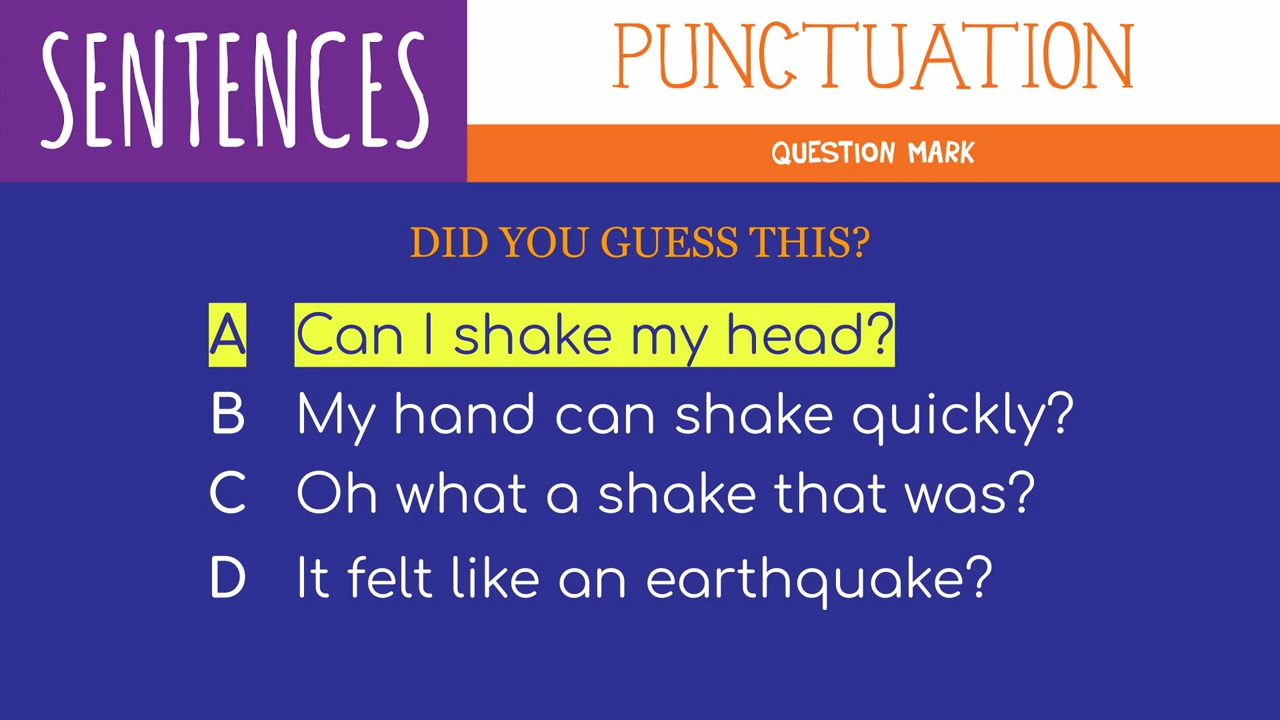 SENTENCES
PUNCTUATION
QUESTION MARK
DID YOU GUESS THIS?
A Can I shake my head?
B My hand can shake quickly?
C Oh what a shake that was?
D It felt like an earthquake?